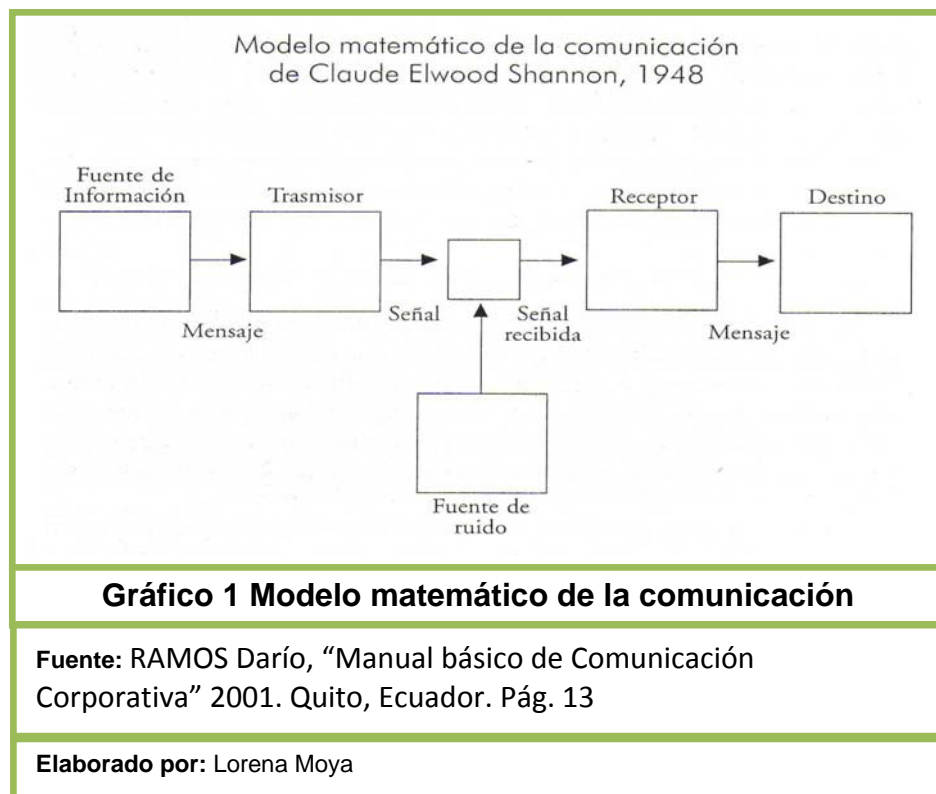 Modelo matemático de la comunicación
de Claude Elwood Shannon, 1948
Fuente de
Información
Trasmisor
Receptor
Destino
Mensaje
Señal
Señal
recibida
Mensaje
Fuente de
ruido
Gráfico 1 Modelo matemático de la comunicación
Fuente: RAMOS Darío, “Manual básico de Comunicación
Corporativa” 2001. Quito, Ecuador. Pág. 13
Elaborado por: Lorena Moya